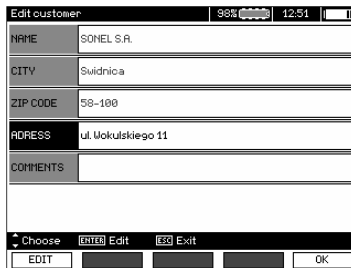 Edit customer 98% 12:51
NAME SONEL S.A.
CITY Swidnica
ZIP CODE 58-100
ADRESS ul. Wokulskiego 11
COMMENTS
Choose ENTER Edit ESC Exit
EDIT OK